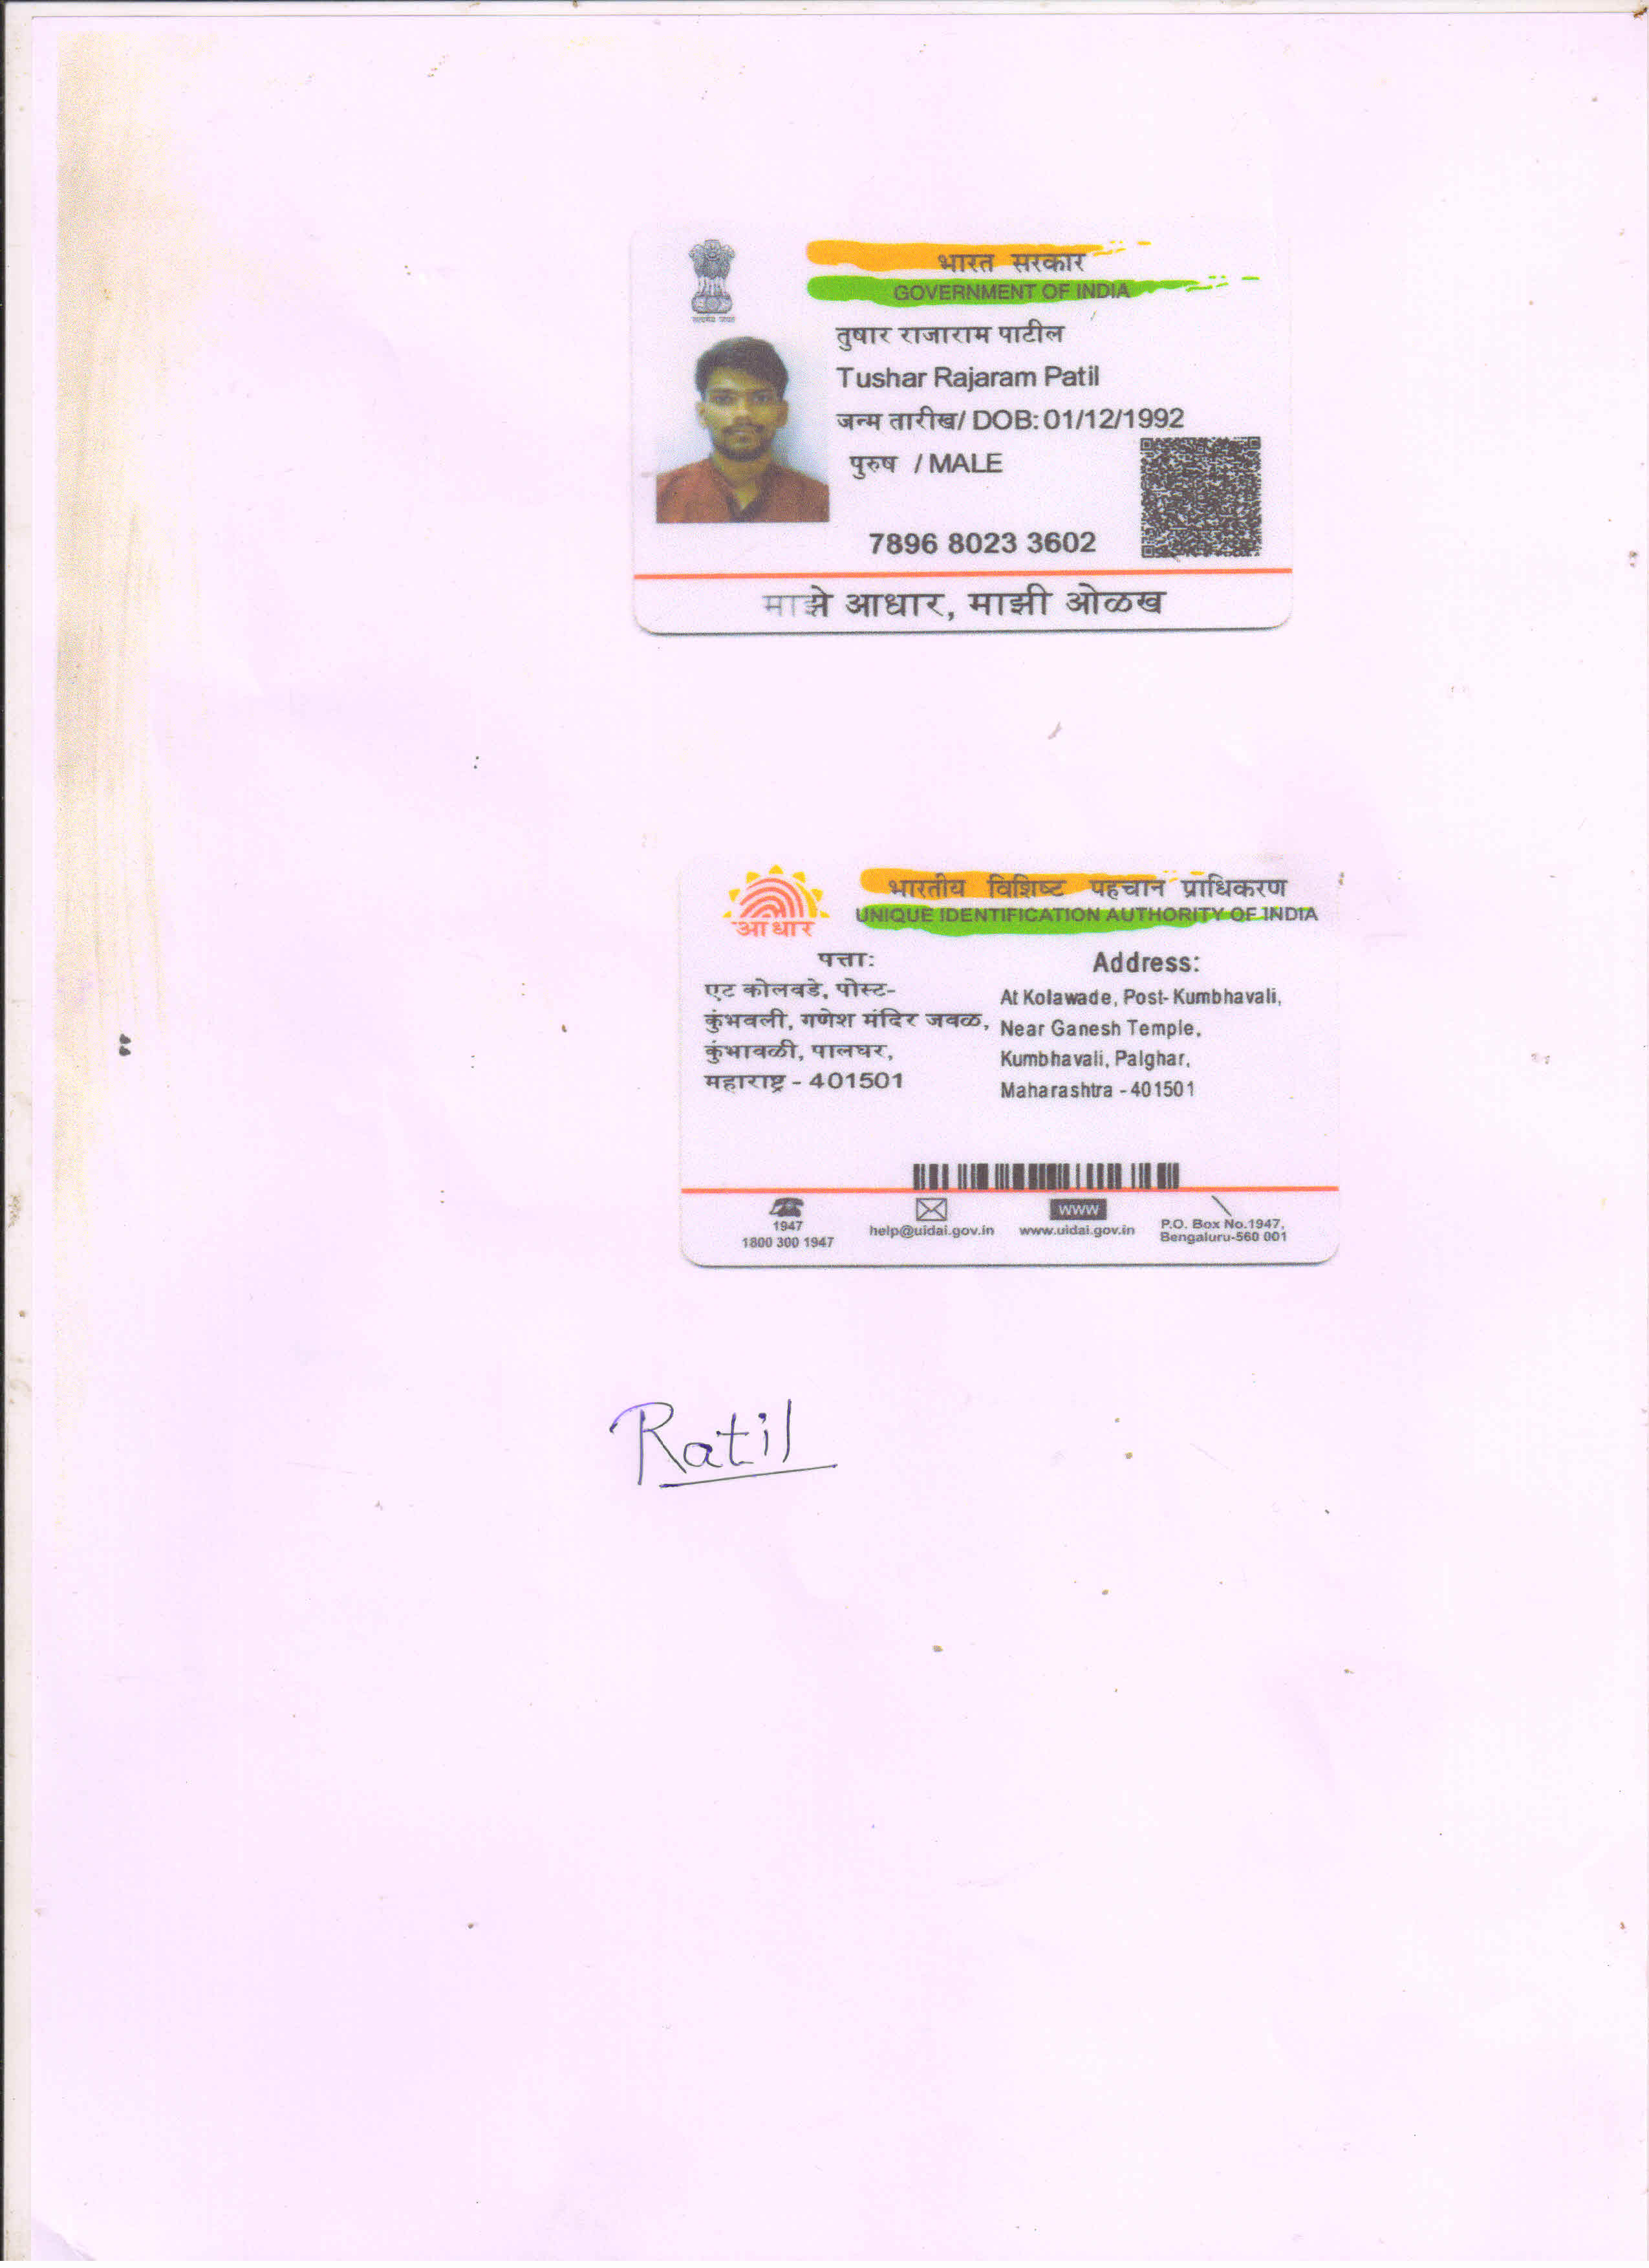 भारत सरकार
GOVERNMENT OF INDIA
सत्यमेव जयते
तुषार राजाराम पाटील
Tushar Rajaram Patil
जन्म तारीख/ DOB: 01/12/1992
पुरुष / MALE
7896 8023 3602
माझे आधार, माझी ओळख
भारतीय विशिष्ट पहचान प्राधिकरण
UNIQUE IDENTIFICATION AUTHORITY OF INDIA
आधार
पत्ता:
एट कोलवडे, पोस्ट-
कुंभवली, गणेश मंदिर जवळ,
कुंभावळी, पालघर,
महाराष्ट्र - 401501
Address:
At Kolawade, Post- Kumbhavali,
Near Ganesh Temple,
Kumbhavali, Palghar,
Maharashtra - 401501
1947
1800 300 1947
help@uidai.gov.in
WWW
www.uidai.gov.in
P.O. Box No.1947,
Bengaluru-560 001
Ratil